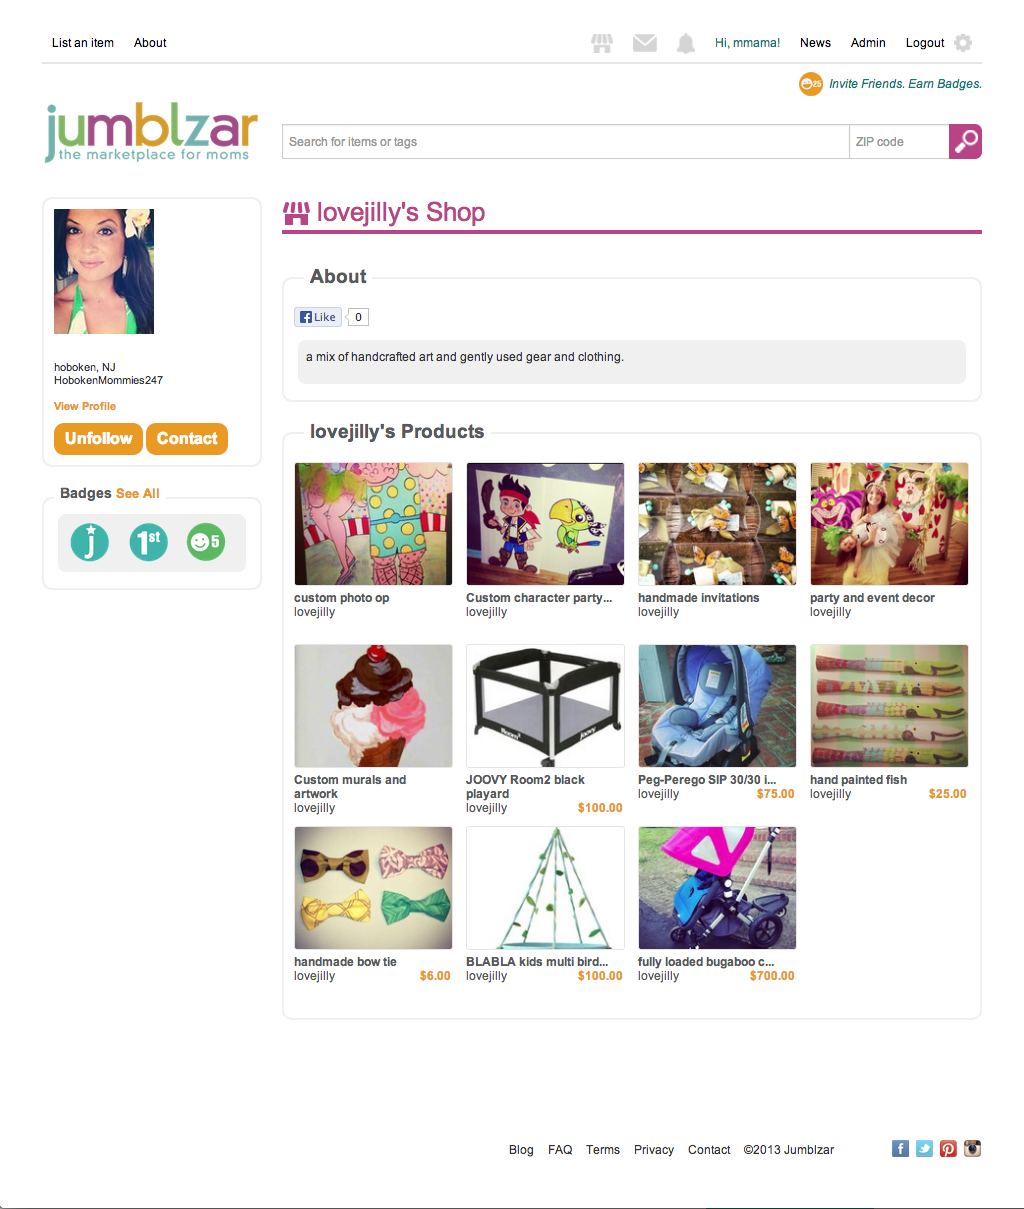 List an item About Hi, mmama! News Admin Logout
25 Invite Friends. Earn Badges.
jumblzar
the marketplace for moms
Search for items or tags ZIP code
lovejilly's Shop
hoboken, NJ
HobokenMommies247
View Profile
Unfollow Contact
Badges See All
j 1st 5
About
Like 0
a mix of handcrafted art and gently used gear and clothing.
lovejilly's Products
custom photo op
lovejilly
Custom character party...
lovejilly
handmade invitations
lovejilly
party and event decor
lovejilly
Room2 Joovy
Custom murals and
artwork
lovejilly
JOOVY Room2 black
playard
lovejilly $100.00
Peg-Perego SIP 30/30 i...
lovejilly $75.00
hand painted fish
lovejilly $25.00
handmade bow tie
lovejilly $6.00
BLABLA kids multi bird...
lovejilly $100.00
fully loaded bugaboo c...
lovejilly $700.00
Blog FAQ Terms Privacy Contact ©2013 Jumblzar